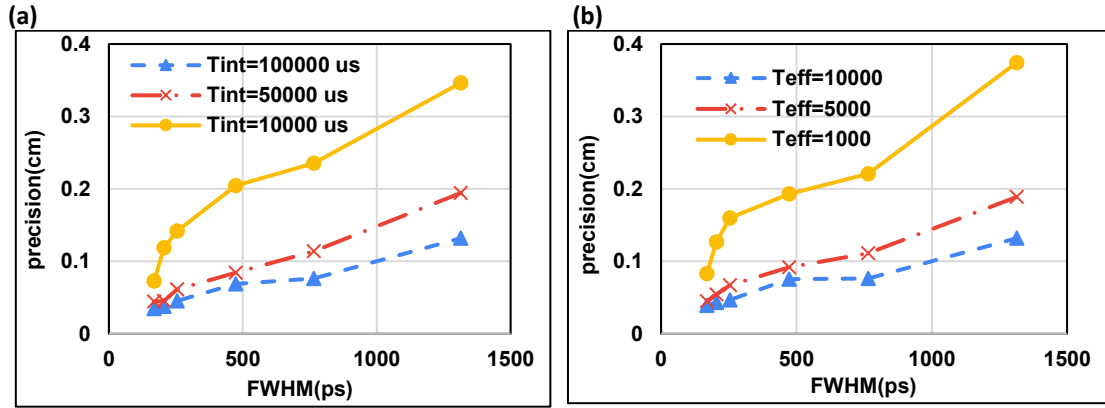 (a)
0.4
0.3
0.2
0.1
0
precision(cm)
Tint=100000 us
Tint=50000 us
Tint=10000 us
0 500 1000 1500
FWHM(ps)
(b)
0.4
0.3
0.2
0.1
0
precision(cm)
Teff=10000
Teff=5000
Teff=1000
0 500 1000 1500
FWHM(ps)